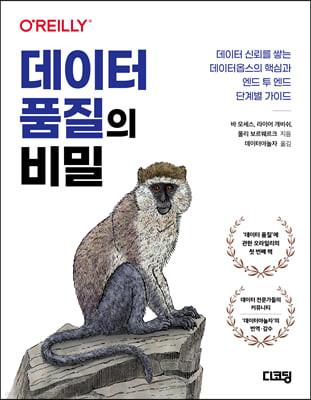 O'REILLY®
데이터
품질의
비밀
데이터 신뢰를 쌓는
데이터옵스의 핵심과
엔드 투 엔드
단계별 가이드
바 모세스, 라이어 개비쉬,
몰리 보르웨르크 지음
데이터야놀자 옮김
'데이터 품질'에
관한 오라일리의
첫 번째 책
데이터 전문가들의
커뮤니티
'데이터야놀자'의
번역·감수
디코딩